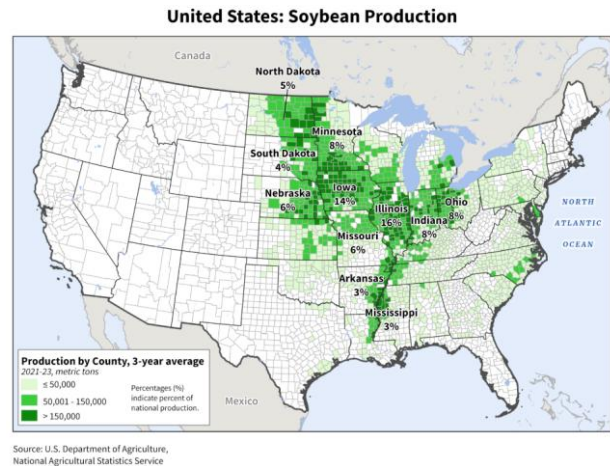 United States: Soybean Production
Canada
North Dakota
5%
Minnesota
8%
South Dakota
4%
Nebraska
6%
Iowa
14%
Illinois
16%
Indiana
8%
Ohio
8%
Missouri
6%
Arkansas
3%
Mississippi
3%
NORTH
ATLANTIC
OCEAN
Mexico
Production by County, 3-year average
2021-23, metric tons
≤ 50,000
50,001 - 150,000
> 150,000
Percentages (%)
indicate percent of
national production.
Source: U.S. Department of Agriculture,
National Agricultural Statistics Service